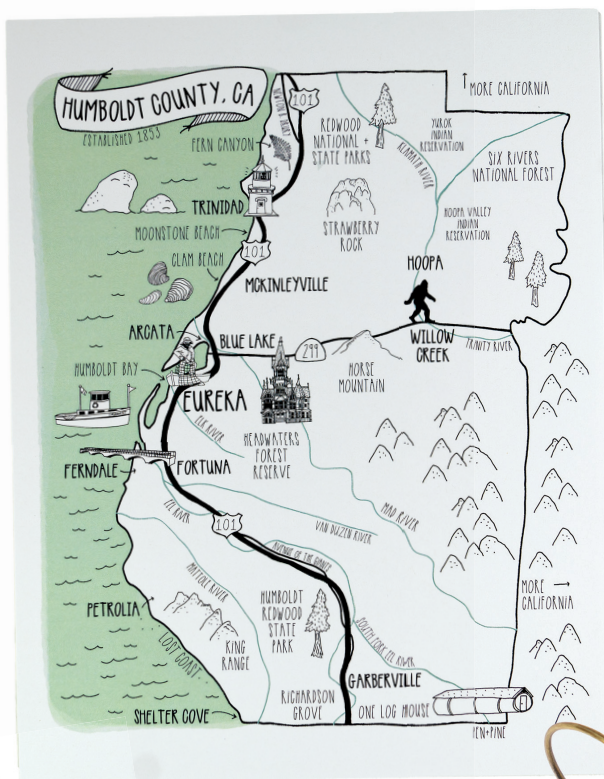 HUMBOLDT COUNTY, CA
ESTABLISHED 1853
↑ MORE CALIFORNIA
101
FERN CANYON
REDWOOD
NATIONAL +
STATE PARKS
YUROK
INDIAN
RESERVATION
KLAMATH RIVER
SIX RIVERS
NATIONAL FOREST
TRINIDAD
STRAWBERRY
ROCK
HOOPA VALLEY
INDIAN
RESERVATION
MOONSTONE BEACH
101
CLAM BEACH
HOOPA
MCKINLEYVILLE
ARCATA
BLUE LAKE
299
WILLOW
CREEK
TRINITY RIVER
HUMBOLDT BAY
HORSE
MOUNTAIN
EUREKA
ELK RIVER
HEADWATERS
FOREST
RESERVE
FERNDALE
FORTUNA
EEL RIVER
101
VAN DUZEN RIVER
MAD RIVER
AVENUE OF THE GIANTS
MATTOLE RIVER
PETROLIA
HUMBOLDT
REDWOOD
STATE
PARK
MORE →
CALIFORNIA
LOST COAST
KING
RANGE
SOUTH FORK EEL RIVER
GARBERVILLE
RICHARDSON
GROVE
ONE LOG HOUSE
SHELTER COVE
PEN+PINE